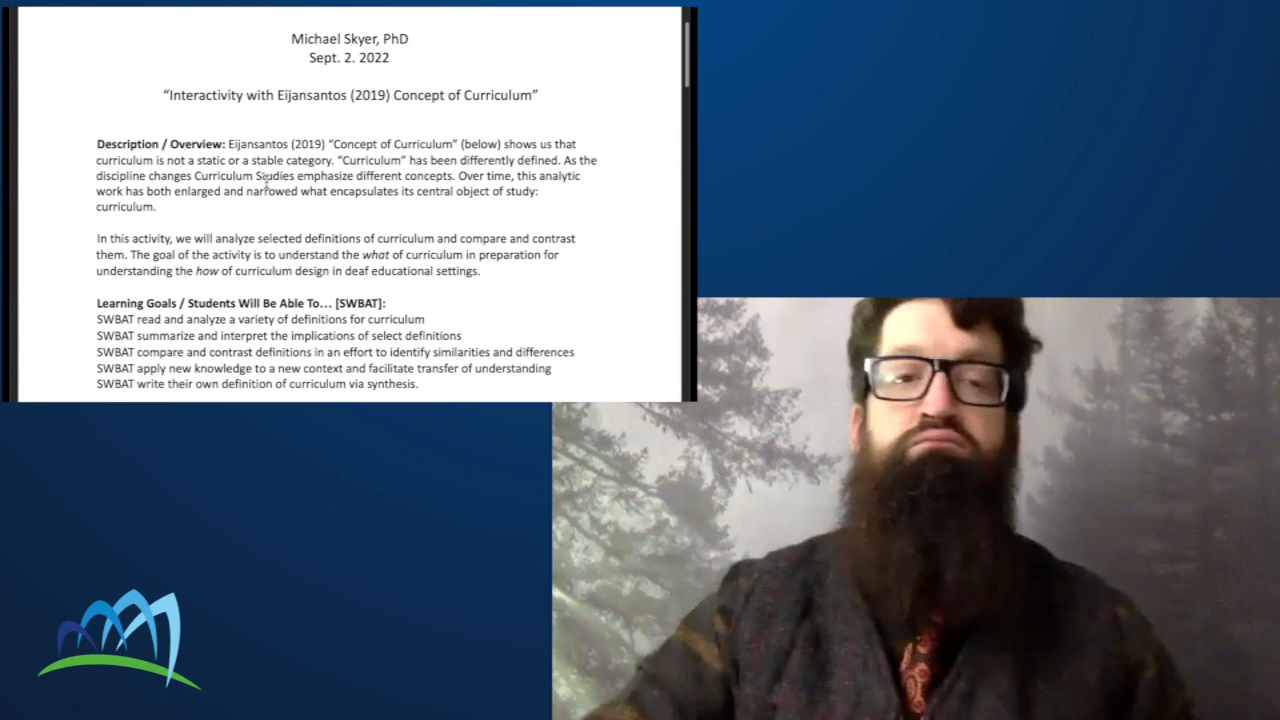 Michael Skyer, PhD
Sept. 2. 2022
“Interactivity with Eijansantos (2019) Concept of Curriculum”
Description / Overview: Eijansantos (2019) “Concept of Curriculum” (below) shows us that
curriculum is not a static or a stable category. “Curriculum” has been differently defined. As the
discipline changes Curriculum Studies emphasize different concepts. Over time, this analytic
work has both enlarged and narrowed what encapsulates its central object of study:
curriculum.
In this activity, we will analyze selected definitions of curriculum and compare and contrast
them. The goal of the activity is to understand the what of curriculum in preparation for
understanding the how of curriculum design in deaf educational settings.
Learning Goals / Students Will Be Able To… [SWBAT]:
SWBAT read and analyze a variety of definitions for curriculum
SWBAT summarize and interpret the implications of select definitions
SWBAT compare and contrast definitions in an effort to identify similarities and differences
SWBAT apply new knowledge to a new context and facilitate transfer of understanding
SWBAT write their own definition of curriculum via synthesis.